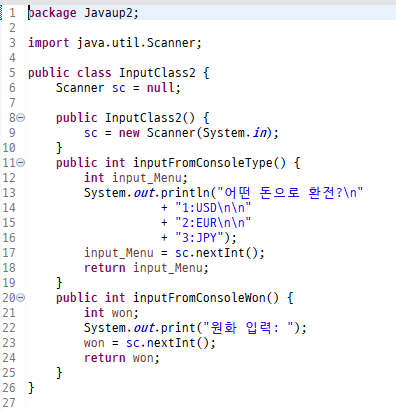 1 package Javaup2;
2
3 import java.util.Scanner;
4
5 public class InputClass2 {
6     Scanner sc = null;
7
8     public InputClass2() {
9         sc = new Scanner(System.in);
10     }
11     public int inputFromConsoleType() {
12         int input_Menu;
13         System.out.println("어떤 돈으로 환전?\n"
14                 + "1:USD\n\n"
15                 + "2:EUR\n\n"
16                 + "3:JPY");
17         input_Menu = sc.nextInt();
18         return input_Menu;
19     }
20     public int inputFromConsoleWon() {
21         int won;
22         System.out.print("원화 입력: ");
23         won = sc.nextInt();
24         return won;
25     }
26 }
27